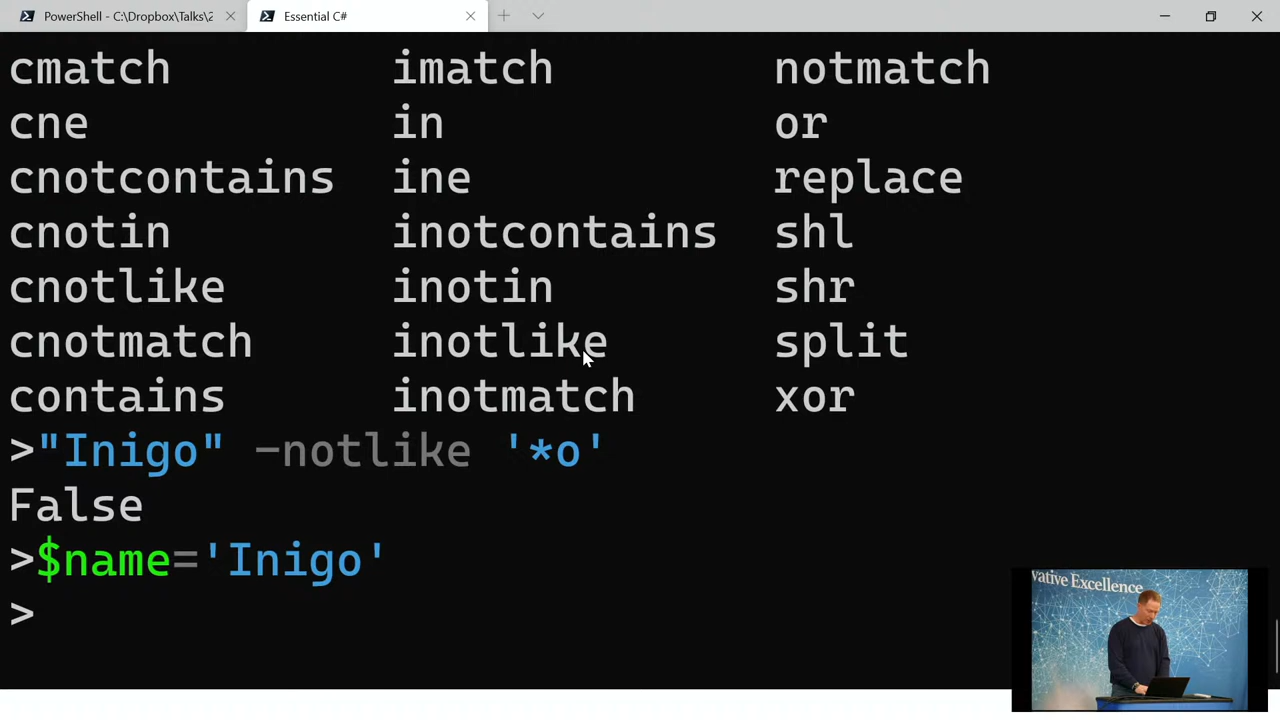 PowerShell - C:\Dropbox\Talks\2
Essential C#
cmatch imatch notmatch
cne in or
cnotcontains ine replace
cnotin inotcontains shl
cnotlike inotin shr
cnotmatch inotlike split
contains inotmatch xor
>"Inigo" -notlike '*o'
False
>$name='Inigo'
>
vative Excellence